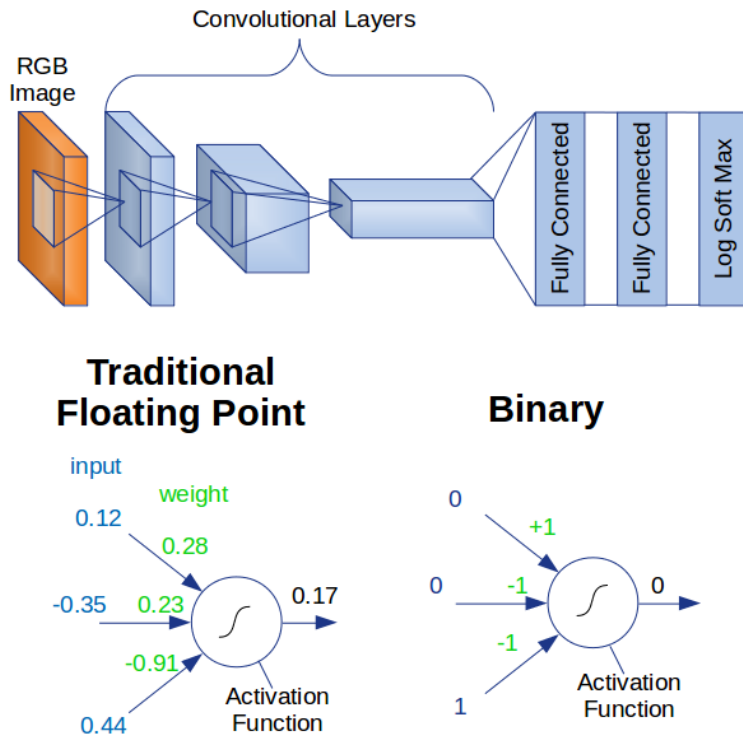 Convolutional Layers
RGB
Image
Fully Connected
Fully Connected
Log Soft Max
Traditional
Floating Point
input
weight
0.12
0.28
-0.35
0.23
0.17
-0.91
0.44
Activation
Function
Binary
0
+1
0
-1
0
-1
1
Activation
Function